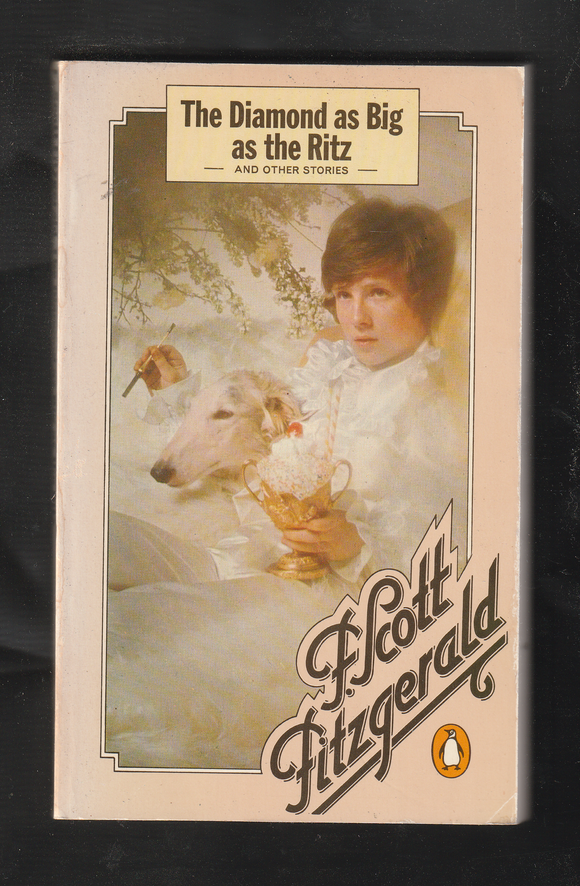 The Diamond as Big
as the Ritz
AND OTHER STORIES
F. Scott
Fitzgerald